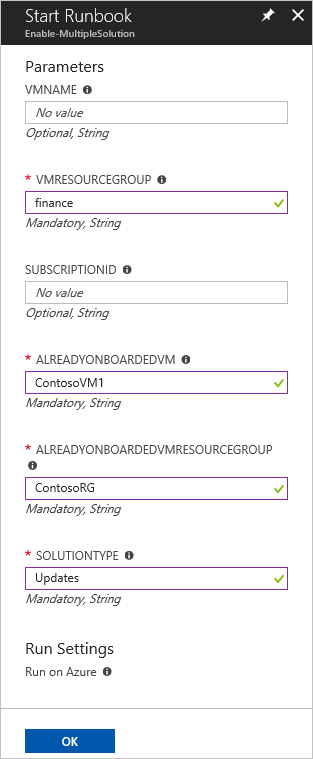 Start Runbook
Enable-MultipleSolution
Parameters
VMNAME
No value
Optional, String
* VMRESOURCEGROUP
finance
Mandatory, String
SUBSCRIPTIONID
No value
Optional, String
* ALREADYONBOARDEDVM
ContosoVM1
Mandatory, String
* ALREADYONBOARDEDVMRESOURCEGROUP
ContosoRG
Mandatory, String
* SOLUTIONTYPE
Updates
Mandatory, String
Run Settings
Run on Azure
OK